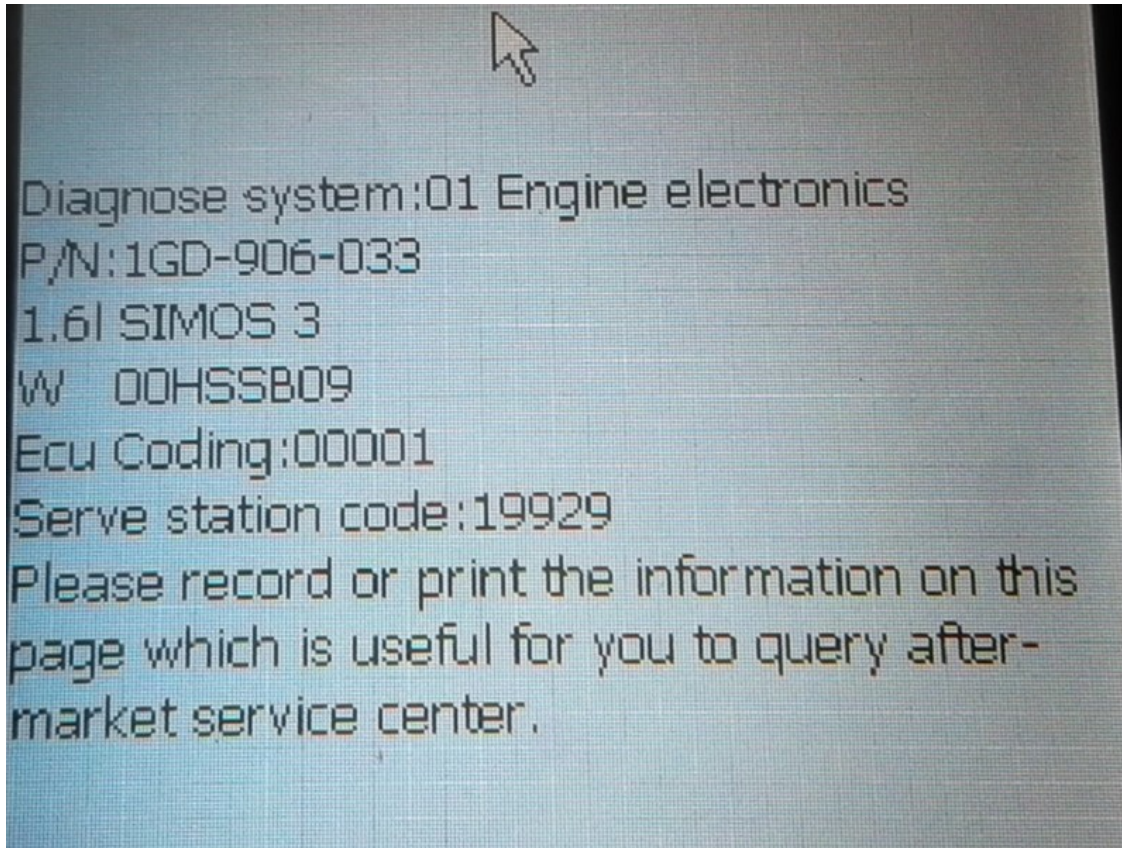 Diagnose system:01 Engine electronics
P/N:1GD-906-033
1.6l SIMOS 3
W 00HSSB09
Ecu Coding:00001
Serve station code:19929
Please record or print the information on this
page which is useful for you to query after-
market service center.